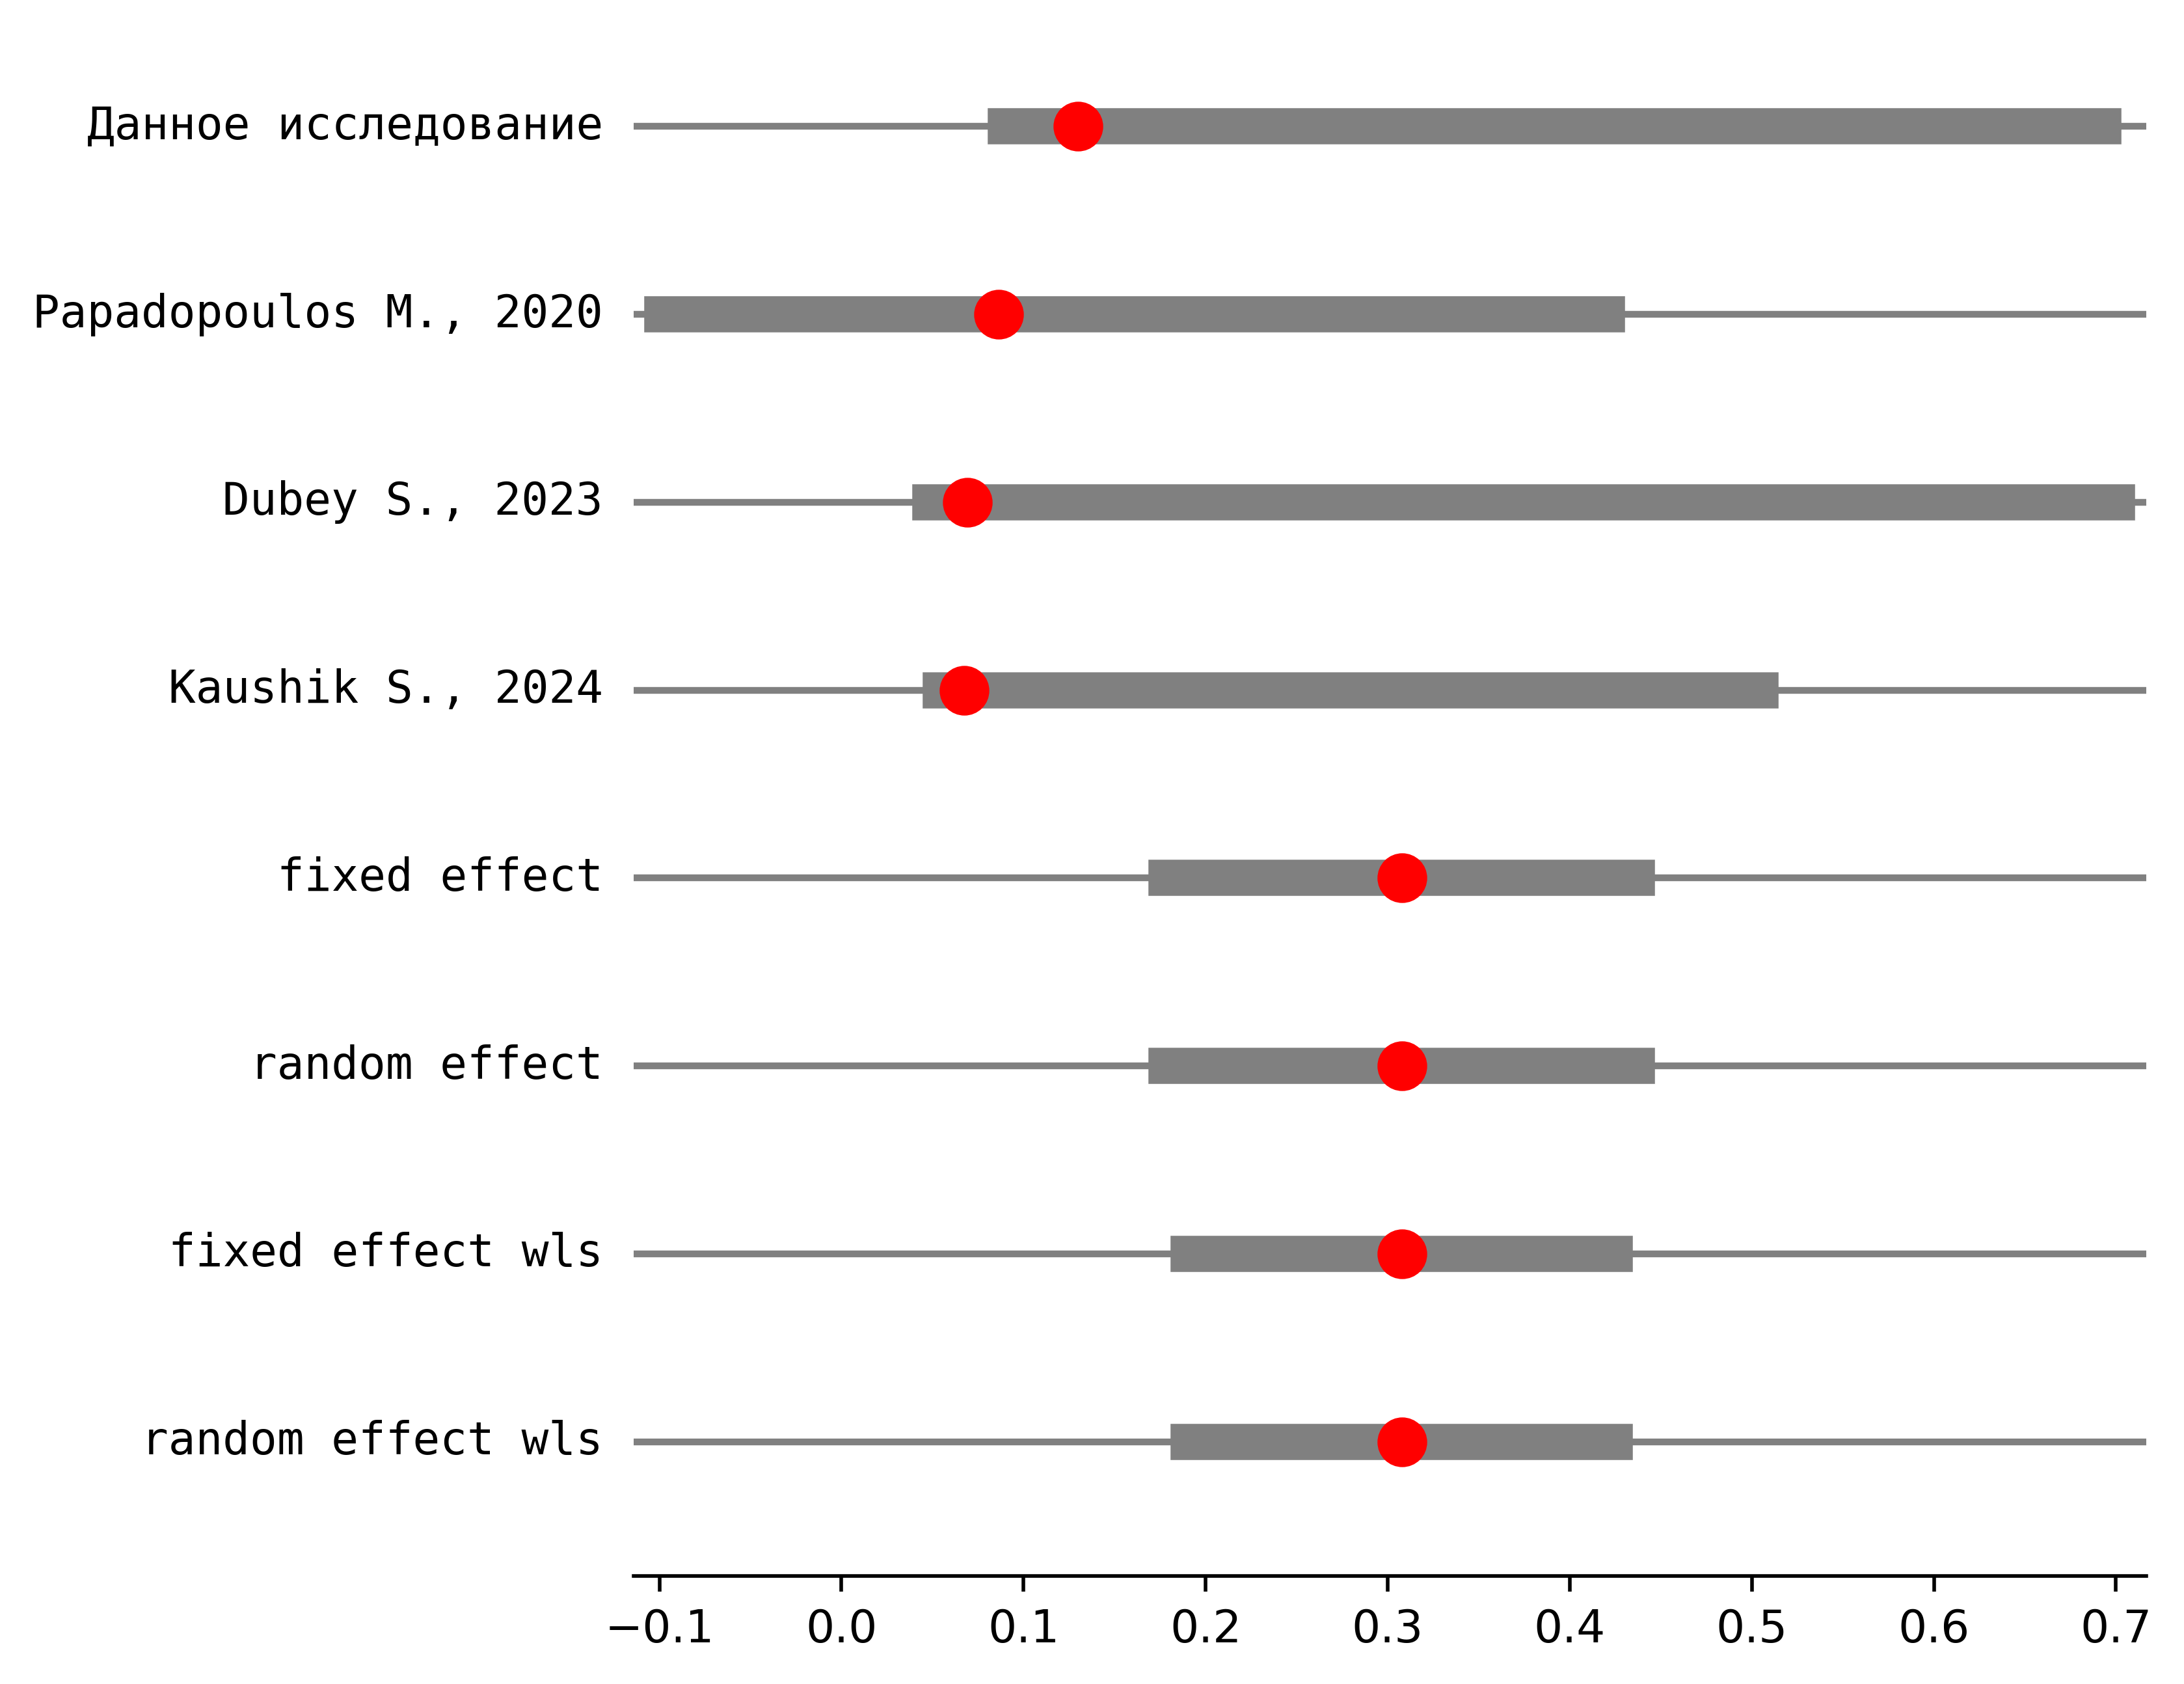 Данное исследование
Papadopoulos M., 2020
Dubey S., 2023
Kaushik S., 2024
fixed effect
random effect
fixed effect wls
random effect wls
−0.1 0.0 0.1 0.2 0.3 0.4 0.5 0.6 0.7